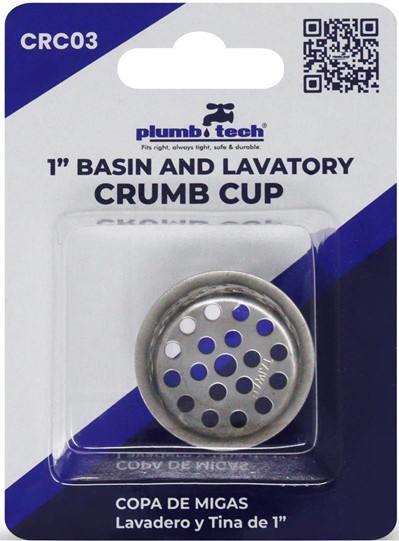 CRC03
plumb tech®
Fits right, always tight, safe & durable.
1” BASIN AND LAVATORY
CRUMB CUP
COPA DE MIGAS
Lavadero y Tina de 1”